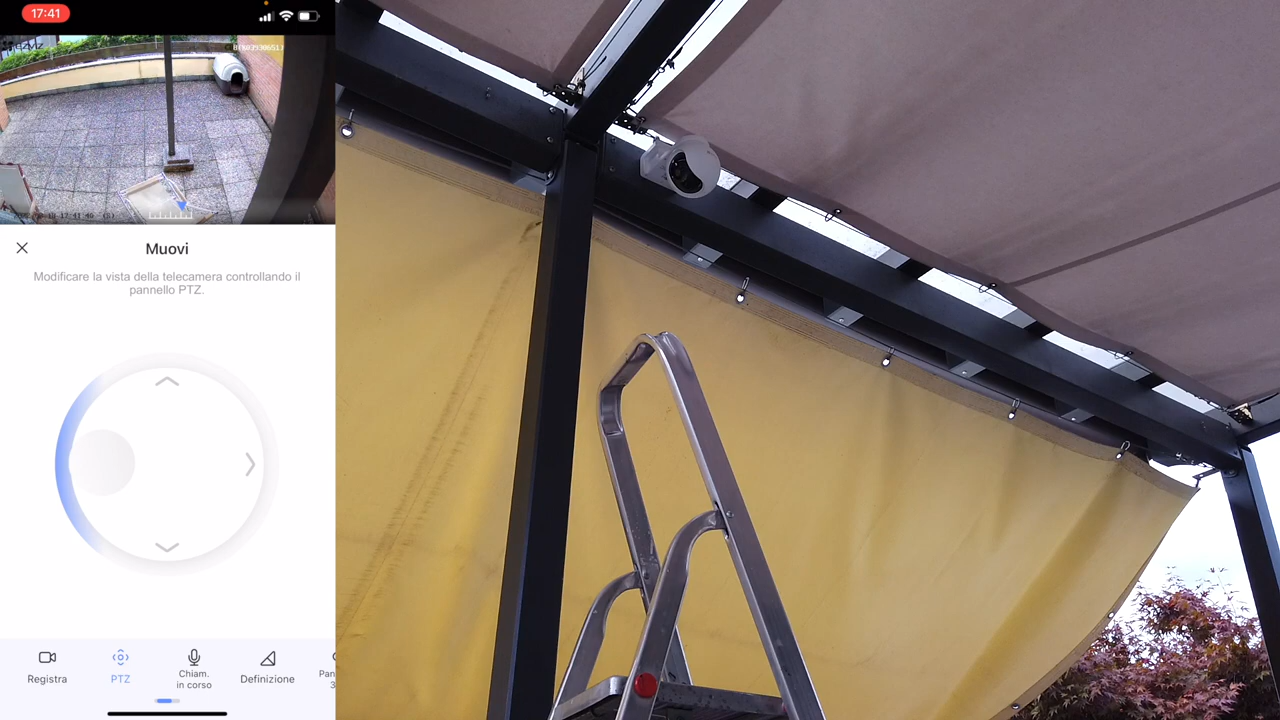 17:41
Muovi
Modificare la vista della telecamera controllando il
pannello PTZ.
Registra
PTZ
Chiam.
in corso
Definizione